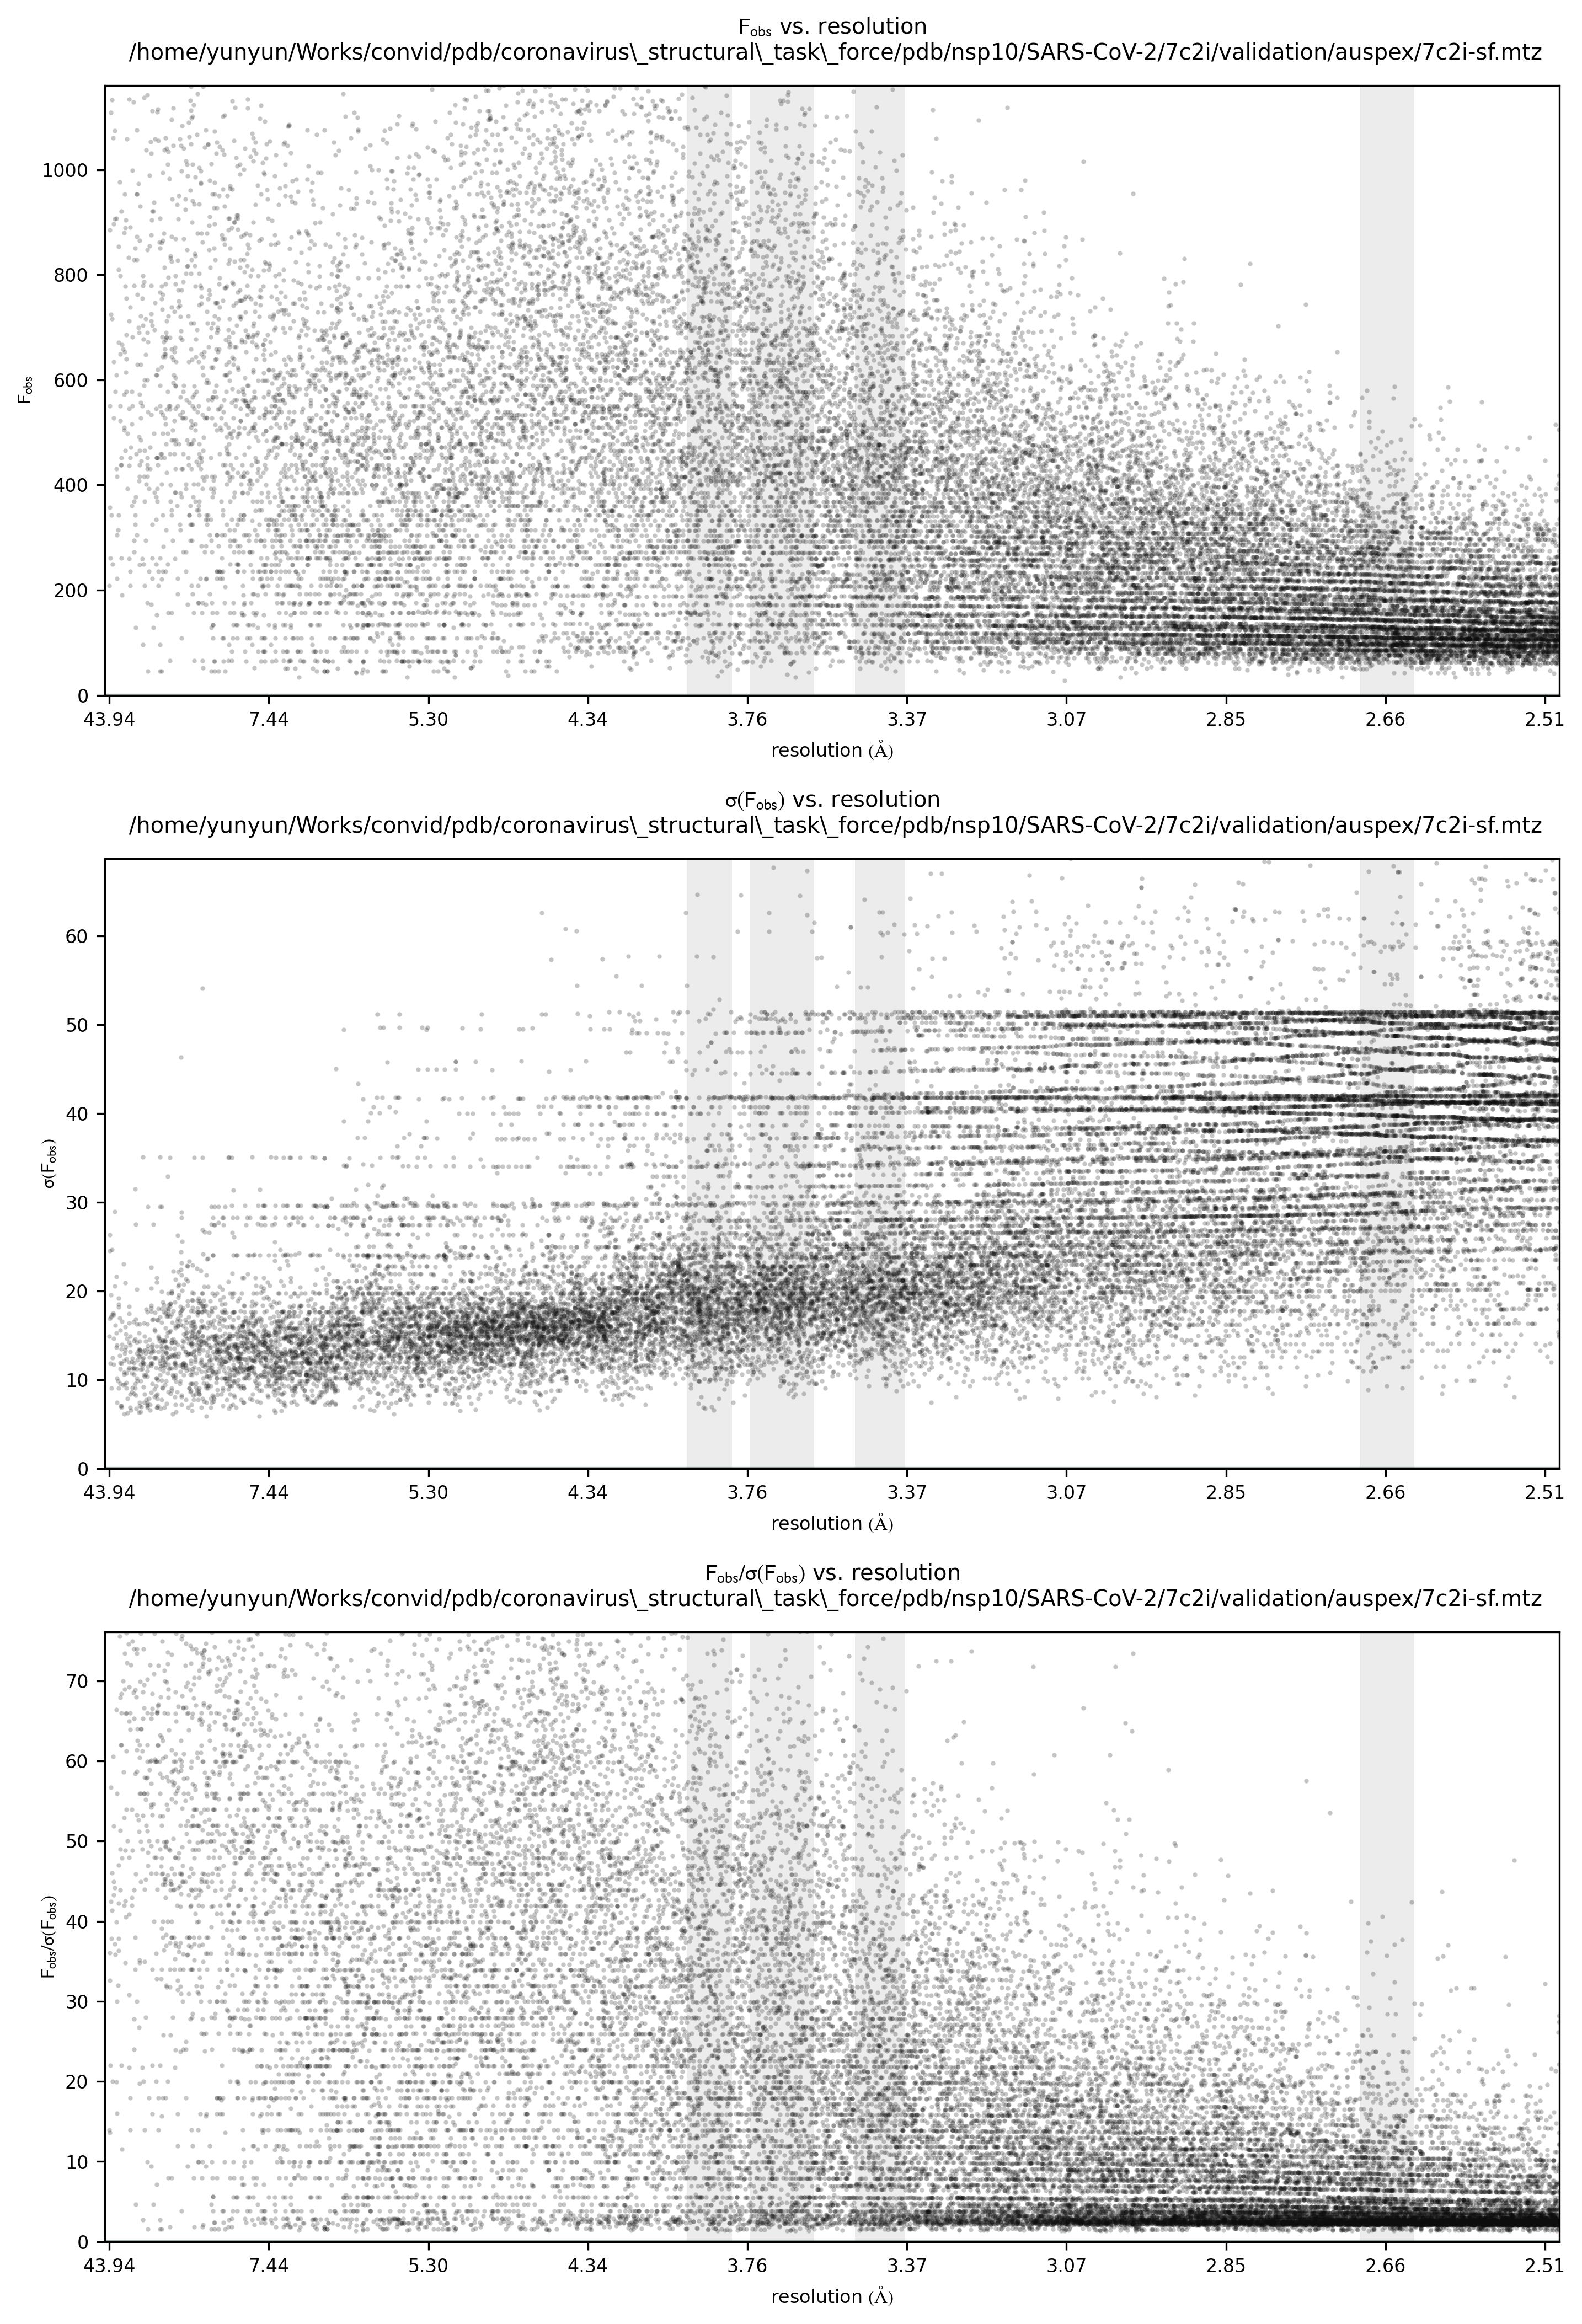 Fobs vs. resolution
/home/yunyun/Works/convid/pdb/coronavirus\_structural\_task\_force/pdb/nsp10/SARS-CoV-2/7c2i/validation/auspex/7c2i-sf.mtz
1000
800
600
400
200
0
Fobs
43.94 7.44 5.30 4.34 3.76 3.37 3.07 2.85 2.66 2.51
resolution (Å)
σ(Fobs) vs. resolution
/home/yunyun/Works/convid/pdb/coronavirus\_structural\_task\_force/pdb/nsp10/SARS-CoV-2/7c2i/validation/auspex/7c2i-sf.mtz
60
50
40
30
20
10
0
σ(Fobs)
43.94 7.44 5.30 4.34 3.76 3.37 3.07 2.85 2.66 2.51
resolution (Å)
Fobs/σ(Fobs) vs. resolution
/home/yunyun/Works/convid/pdb/coronavirus\_structural\_task\_force/pdb/nsp10/SARS-CoV-2/7c2i/validation/auspex/7c2i-sf.mtz
70
60
50
40
30
20
10
0
Fobs/σ(Fobs)
43.94 7.44 5.30 4.34 3.76 3.37 3.07 2.85 2.66 2.51
resolution (Å)